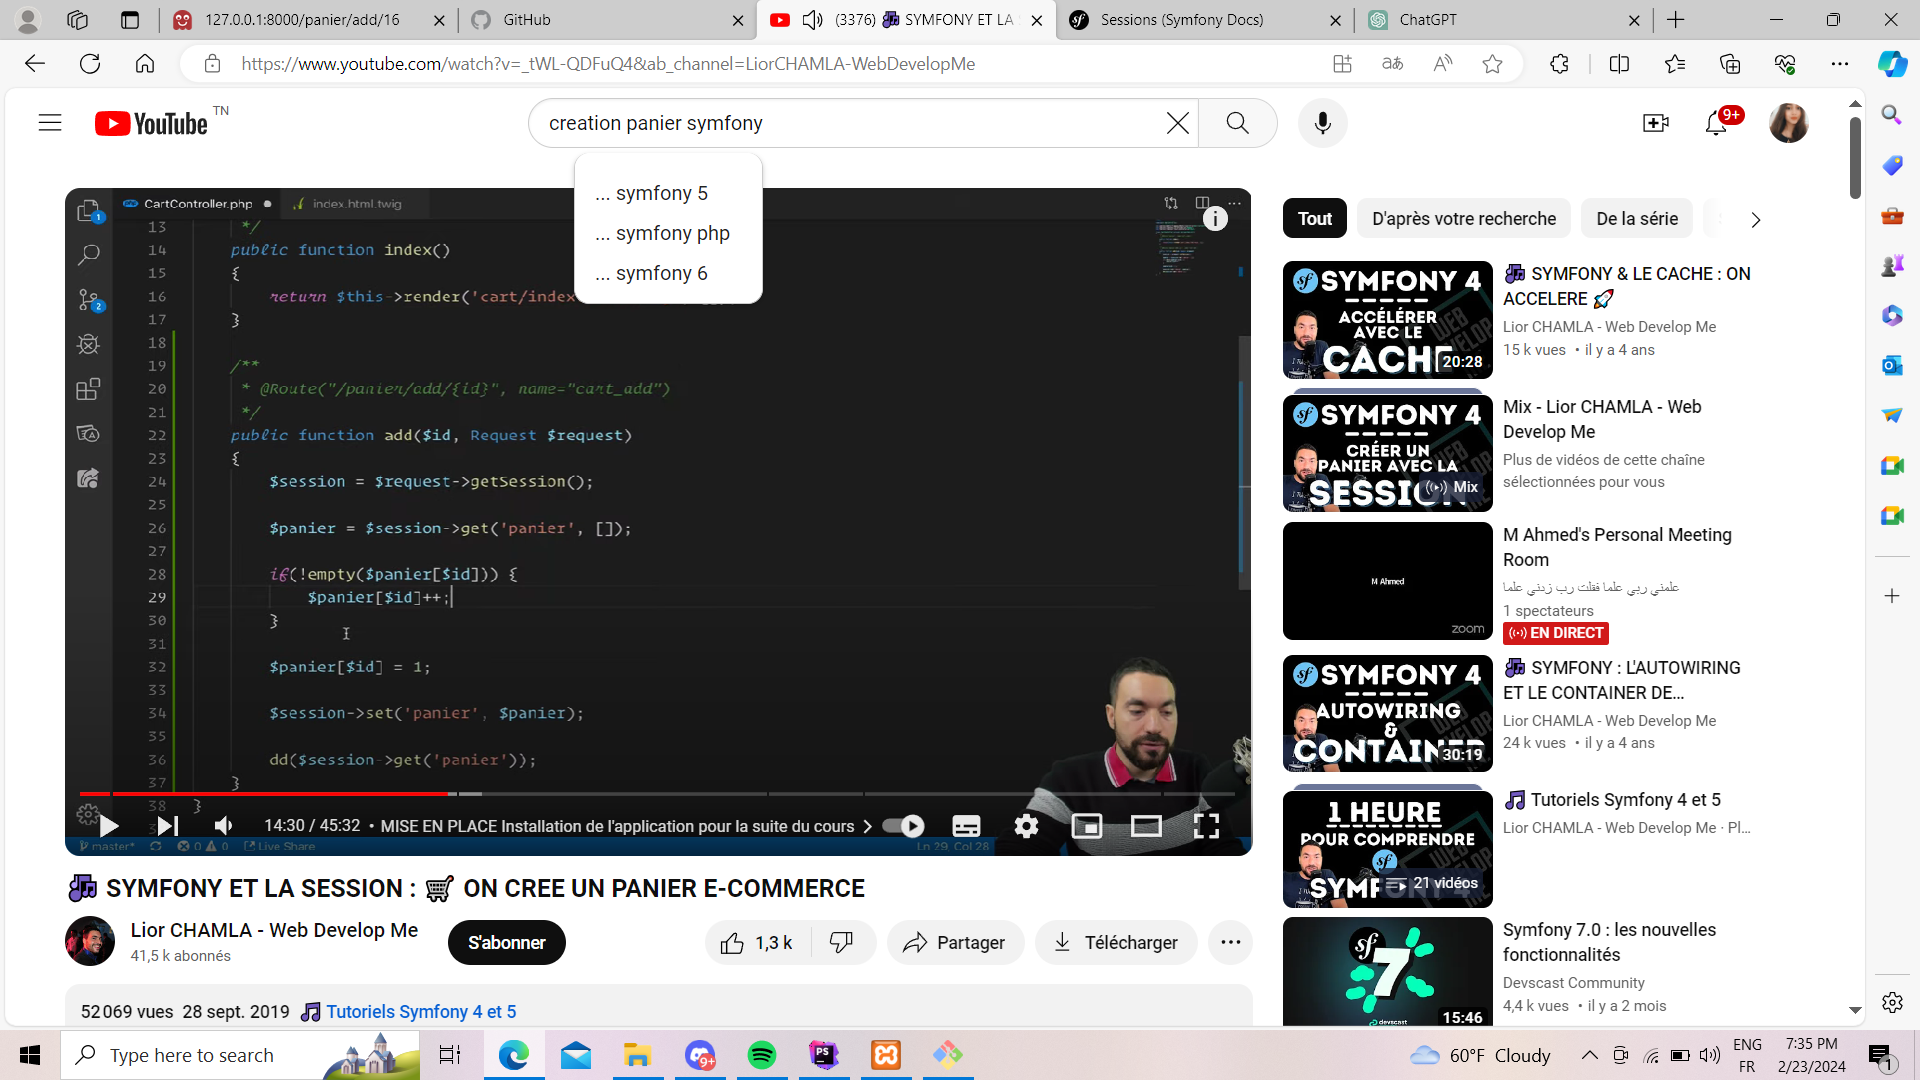 127.0.0.1:8000/panier/add/16
GitHub
(3376) 🎻 SYMFONY ET LA S
Sessions (Symfony Docs)
ChatGPT
https://www.youtube.com/watch?v=_tWL-QDFuQ4&ab_channel=LiorCHAMLA-WebDevelopMe
YouTube TN
creation panier symfony
9+
... symfony 5
... symfony php
... symfony 6
CartController.php
index.html.twig
13 */
14 public function index()
15 {
16 return $this->render('cart/index
17 }
18
19 /**
20 * @Route("/panier/add/{id}", name="cart_add")
21 */
22 public function add($id, Request $request)
23 {
24 $session = $request->getSession();
25
26 $panier = $session->get('panier', []);
27
28 if(!empty($panier[$id])) {
29 $panier[$id]++;
30 }
31
32 $panier[$id] = 1;
33
34 $session->set('panier', $panier);
35
36 dd($session->get('panier'));
37 }
38 }
14:30 / 45:32 • MISE EN PLACE Installation de l'application pour la suite du cours
master* 0 0 Live Share
Ln 29, Col 28
🎻 SYMFONY ET LA SESSION : 🛒 ON CREE UN PANIER E-COMMERCE
Lior CHAMLA - Web Develop Me
41,5 k abonnés
S'abonner
1,3 k
Partager
Télécharger
52 069 vues 28 sept. 2019 🎵 Tutoriels Symfony 4 et 5
Tout
D'après votre recherche
De la série
SYMFONY 4
ACCÉLÉRER
AVEC LE
CACHE
20:28
🎻 SYMFONY & LE CACHE : ON
ACCELERE 🚀
Lior CHAMLA - Web Develop Me
15 k vues • il y a 4 ans
SYMFONY 4
CRÉER UN
PANIER AVEC LA
SESSION
Mix
Mix - Lior CHAMLA - Web
Develop Me
Plus de vidéos de cette chaîne
sélectionnées pour vous
M Ahmed
zoom
M Ahmed's Personal Meeting
Room
علمني ربي علما فقلت رب زدني علما
1 spectateurs
EN DIRECT
SYMFONY 4
AUTOWIRING
&
CONTAINER
30:19
🎻 SYMFONY : L'AUTOWIRING
ET LE CONTAINER DE...
Lior CHAMLA - Web Develop Me
24 k vues • il y a 4 ans
1 HEURE
POUR COMPRENDRE
SYMF
21 vidéos
🎵 Tutoriels Symfony 4 et 5
Lior CHAMLA - Web Develop Me · Pl...
7
devscast
15:46
Symfony 7.0 : les nouvelles
fonctionnalités
Devscast Community
4,4 k vues • il y a 2 mois
Type here to search
9+
60°F Cloudy
ENG
FR
7:35 PM
2/23/2024
1